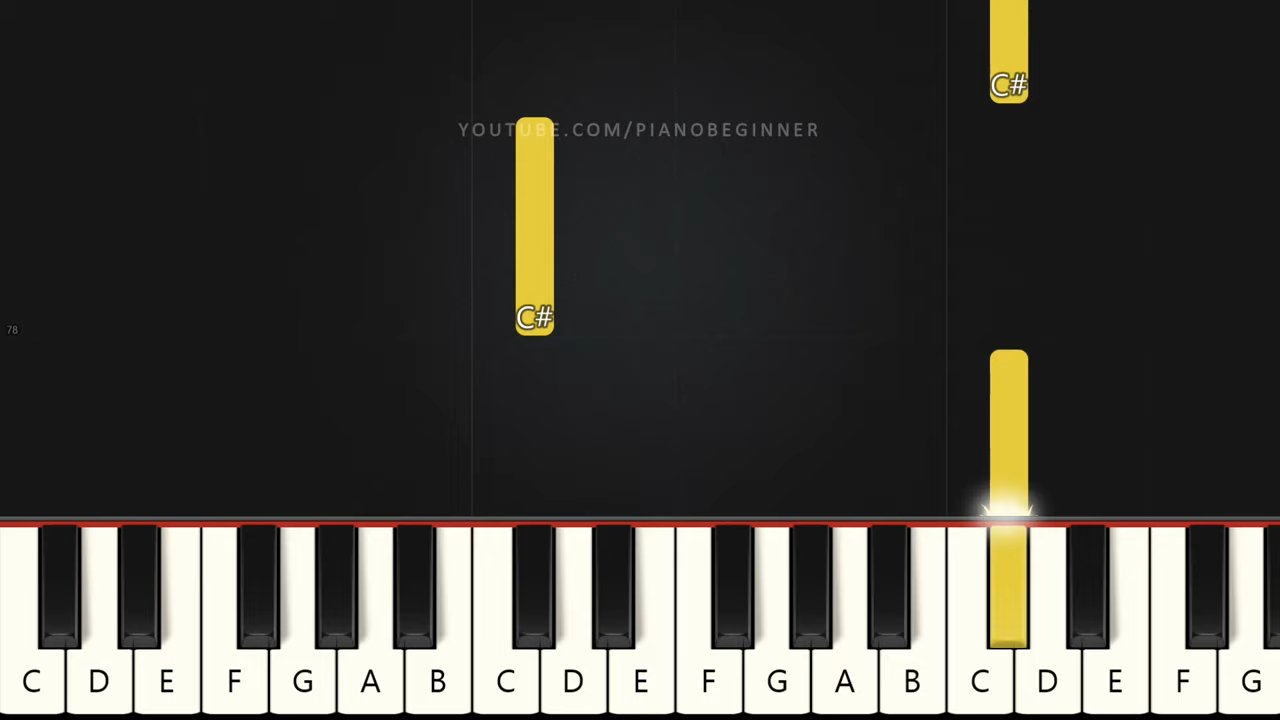 C#
YOUTUBE.COM/PIANOBEGINNER
C#
78
C D E F G A B C D E F G A B C D E F G